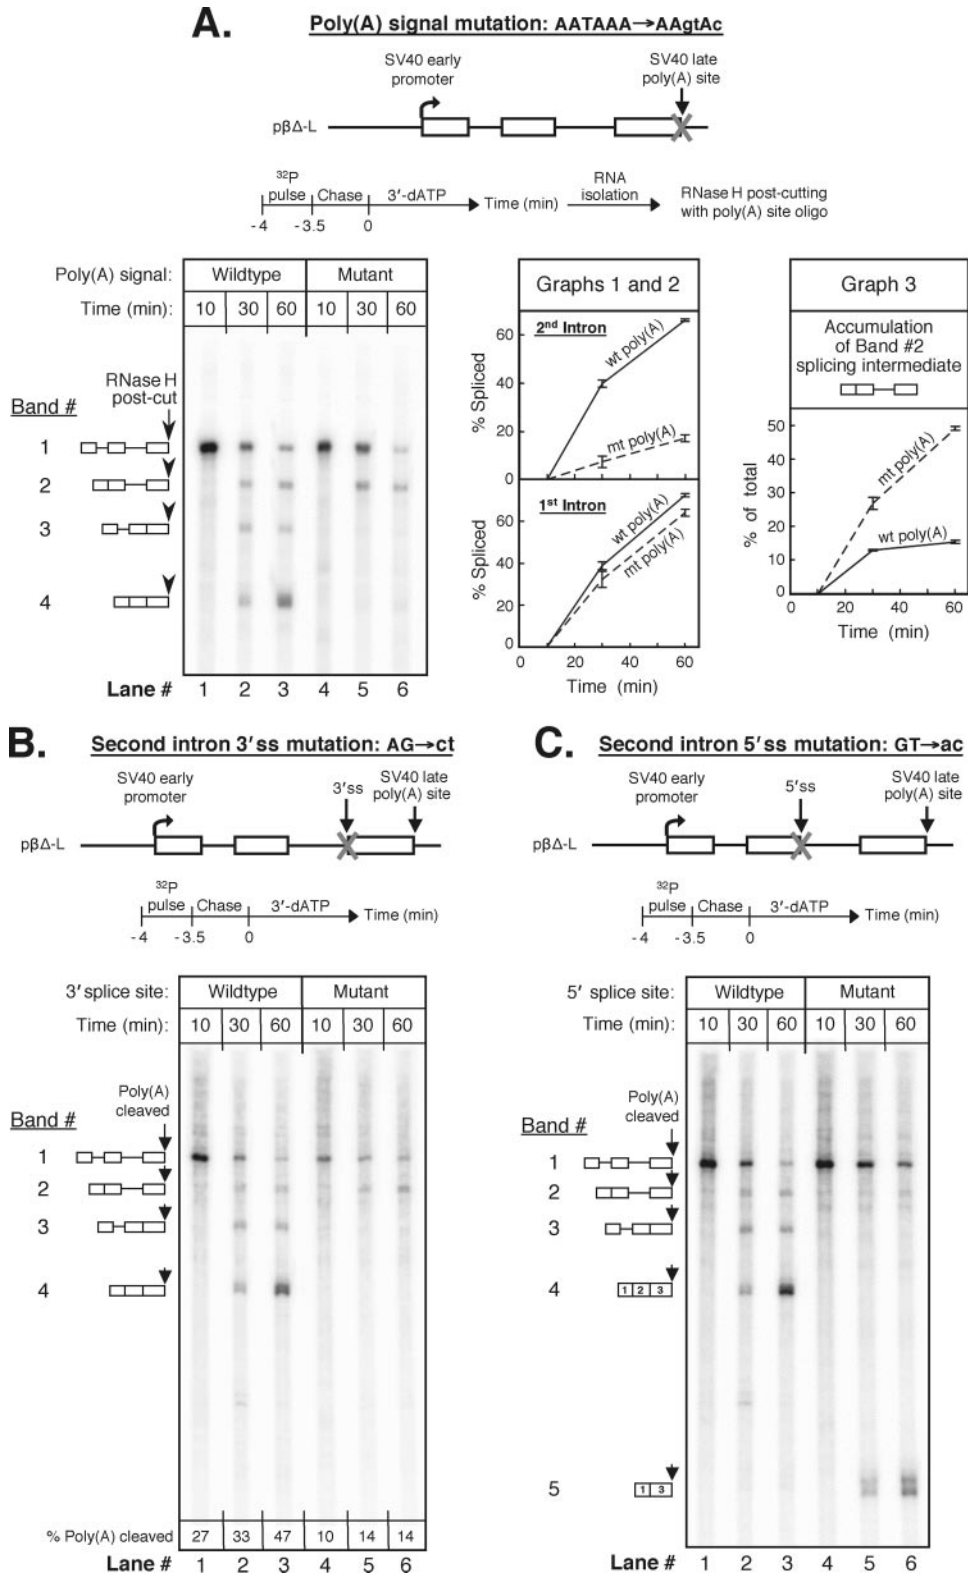 A.
Poly(A) signal mutation: AATAAA→AAgtAc
SV40 early promoter
SV40 late poly(A) site
pβΔ-L
32P pulse
Chase
3′-dATP
Time (min)
RNA isolation
RNase H post-cutting with poly(A) site oligo
-4 -3.5 0
Poly(A) signal: Wildtype Mutant
Time (min): 10 30 60 10 30 60
RNase H post-cut
Band #
1
2
3
4
Lane # 1 2 3 4 5 6
Graphs 1 and 2
2nd Intron
wt poly(A)
mt poly(A)
% Spliced
60
40
20
0
1st Intron
wt poly(A)
mt poly(A)
% Spliced
60
40
20
0
0 20 40 60
Time (min)
Graph 3
Accumulation of Band #2 splicing intermediate
mt poly(A)
wt poly(A)
% of total
50
40
30
20
10
0
0 20 40 60
Time (min)
B.
Second intron 3′ss mutation: AG→ct
SV40 early promoter
3′ss
SV40 late poly(A) site
pβΔ-L
32P pulse
Chase
3′-dATP
Time (min)
-4 -3.5 0
3′ splice site: Wildtype Mutant
Time (min): 10 30 60 10 30 60
Poly(A) cleaved
Band #
1
2
3
4
% Poly(A) cleaved 27 33 47 10 14 14
Lane # 1 2 3 4 5 6
C.
Second intron 5′ss mutation: GT→ac
SV40 early promoter
5′ss
SV40 late poly(A) site
pβΔ-L
32P pulse
Chase
3′-dATP
Time (min)
-4 -3.5 0
5′ splice site: Wildtype Mutant
Time (min): 10 30 60 10 30 60
Poly(A) cleaved
Band #
1
2
3
4 1 2 3
5 1 3
Lane # 1 2 3 4 5 6